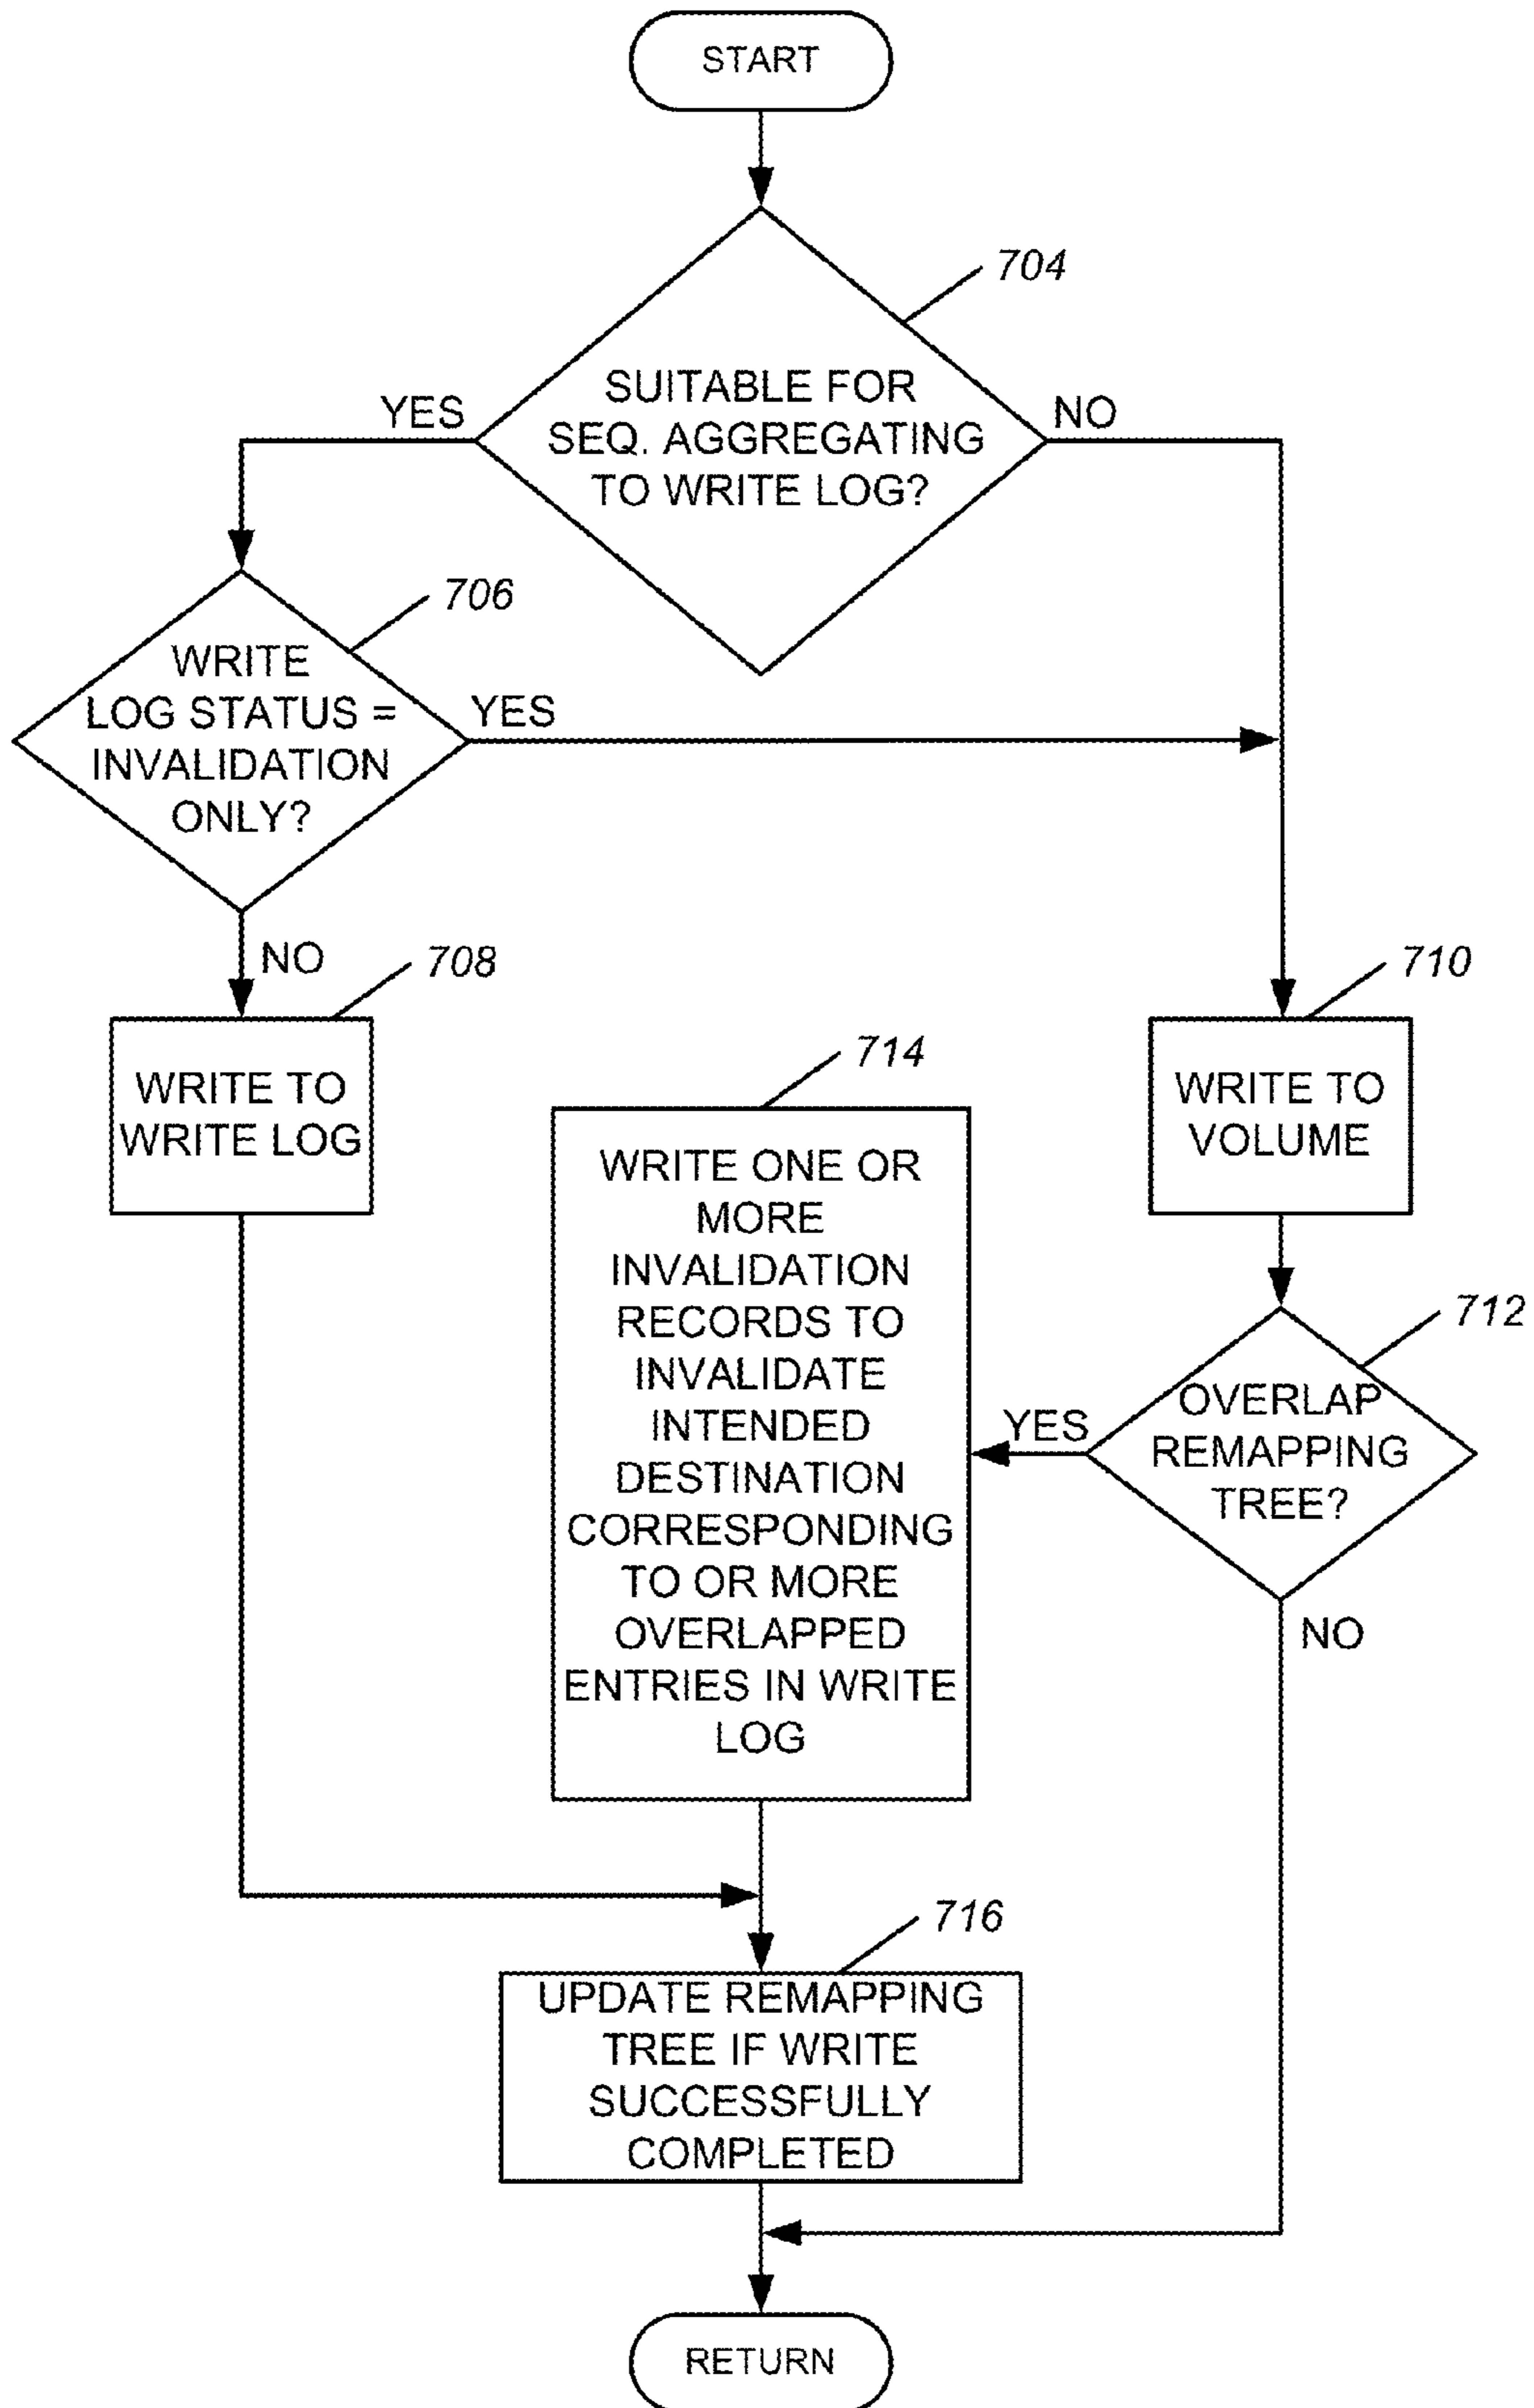 START
704
SUITABLE FOR
SEQ. AGGREGATING
TO WRITE LOG?
YES
NO
706
WRITE
LOG STATUS =
INVALIDATION
ONLY?
YES
NO
708
WRITE TO
WRITE LOG
710
WRITE TO
VOLUME
712
OVERLAP
REMAPPING
TREE?
YES
NO
714
WRITE ONE OR
MORE
INVALIDATION
RECORDS TO
INVALIDATE
INTENDED
DESTINATION
CORRESPONDING
TO OR MORE
OVERLAPPED
ENTRIES IN WRITE
LOG
716
UPDATE REMAPPING
TREE IF WRITE
SUCCESSFULLY
COMPLETED
RETURN